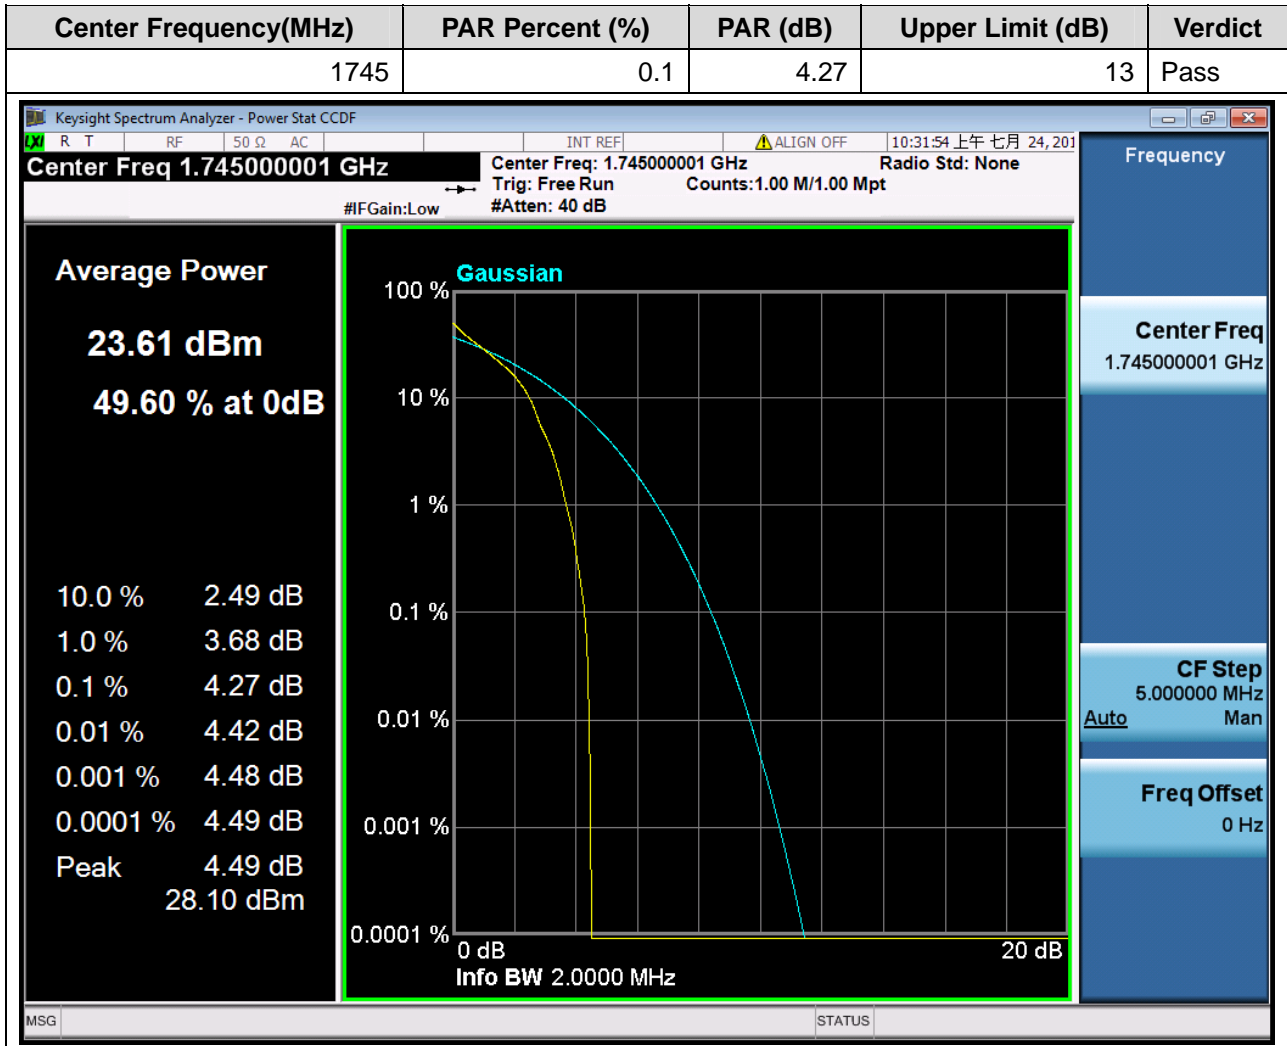 Center Frequency(MHz) PAR Percent (%) PAR (dB) Upper Limit (dB) Verdict
1745 0.1 4.27 13 Pass
Keysight Spectrum Analyzer - Power Stat CCDF
LXI R T RF 50 Ω AC INT REF ALIGN OFF 10:31:54 上午 七月 24, 201
Center Freq 1.745000001 GHz
Center Freq: 1.745000001 GHz Radio Std: None
Trig: Free Run Counts:1.00 M/1.00 Mpt
#IFGain:Low #Atten: 40 dB
Average Power
23.61 dBm
49.60 % at 0dB
10.0 % 2.49 dB
1.0 % 3.68 dB
0.1 % 4.27 dB
0.01 % 4.42 dB
0.001 % 4.48 dB
0.0001 % 4.49 dB
Peak 4.49 dB
28.10 dBm
Gaussian
100 %
10 %
1 %
0.1 %
0.01 %
0.001 %
0.0001 %
0 dB 20 dB
Info BW 2.0000 MHz
Frequency
Center Freq
1.745000001 GHz
CF Step
5.000000 MHz
Auto Man
Freq Offset
0 Hz
MSG STATUS